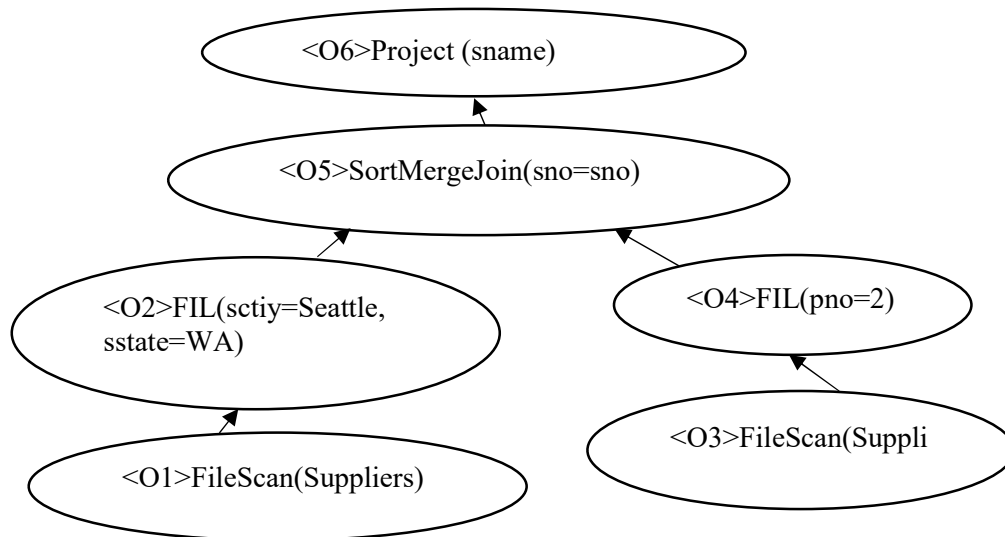 <O6>Project (sname)
<O5>SortMergeJoin(sno=sno)
<O2>FIL(sctiy=Seattle,
sstate=WA)
<O4>FIL(pno=2)
<O1>FileScan(Suppliers)
<O3>FileScan(Suppli